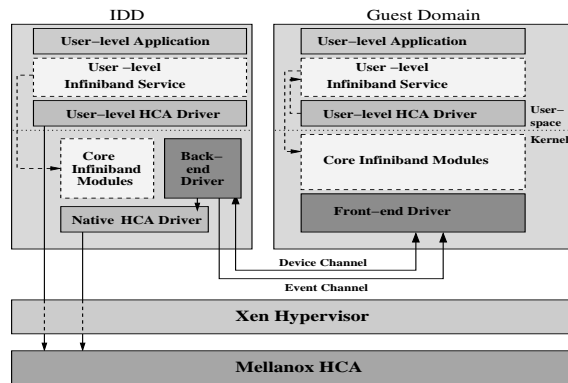 IDD
Guest Domain
User-level Application
User-level Application
User -level
Infiniband Service
User -level
Infiniband Service
User-level HCA Driver
User-level HCA Driver
User-
space
Kernel
Core
Infiniband
Modules
Back-
end
Driver
Core Infiniband Modules
Native HCA Driver
Front-end Driver
Device Channel
Event Channel
Xen Hypervisor
Mellanox HCA